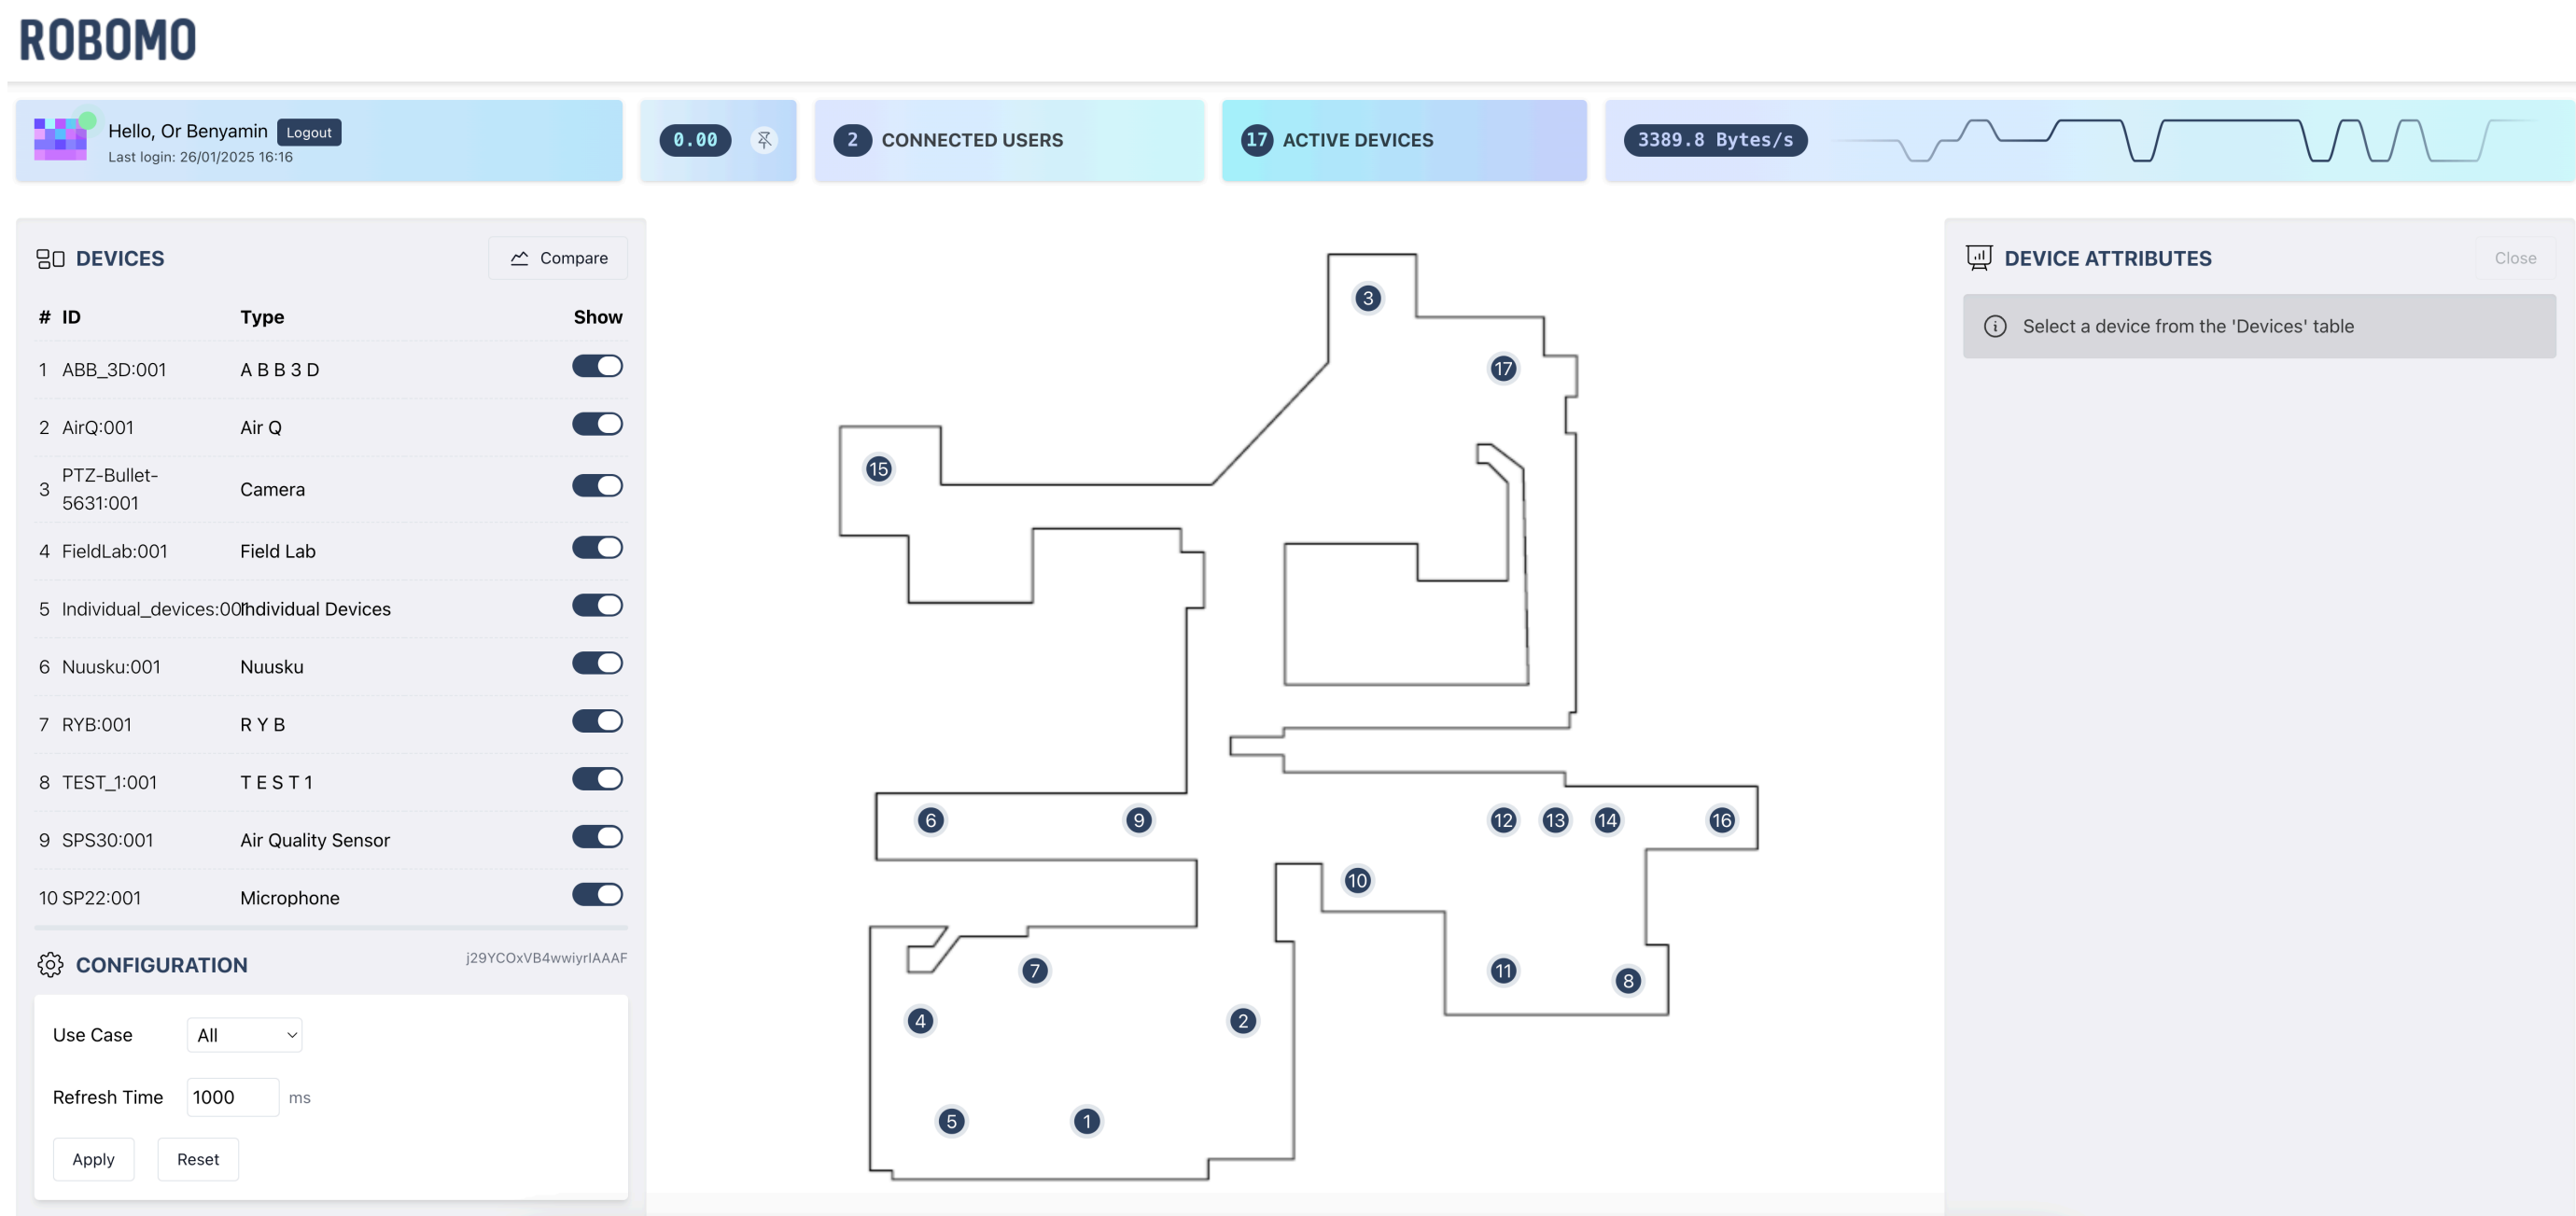 ROBOMO
Hello, Or Benyamin Logout
Last login: 26/01/2025 16:16
0.00
2 CONNECTED USERS
17 ACTIVE DEVICES
3389.8 Bytes/s
DEVICES Compare
# ID Type Show
1 ABB_3D:001 A B B 3 D
2 AirQ:001 Air Q
3 PTZ-Bullet-
5631:001 Camera
4 FieldLab:001 Field Lab
5 Individual_devices:001 Individual Devices
6 Nuusku:001 Nuusku
7 RYB:001 R Y B
8 TEST_1:001 T E S T 1
9 SPS30:001 Air Quality Sensor
10 SP22:001 Microphone
CONFIGURATION
Use Case All
Refresh Time 1000 ms
Apply Reset
3
17
15
6 9 12 13 14 16
10
7 11 8
4 2
5 1
DEVICE ATTRIBUTES Close
Select a device from the 'Devices' table